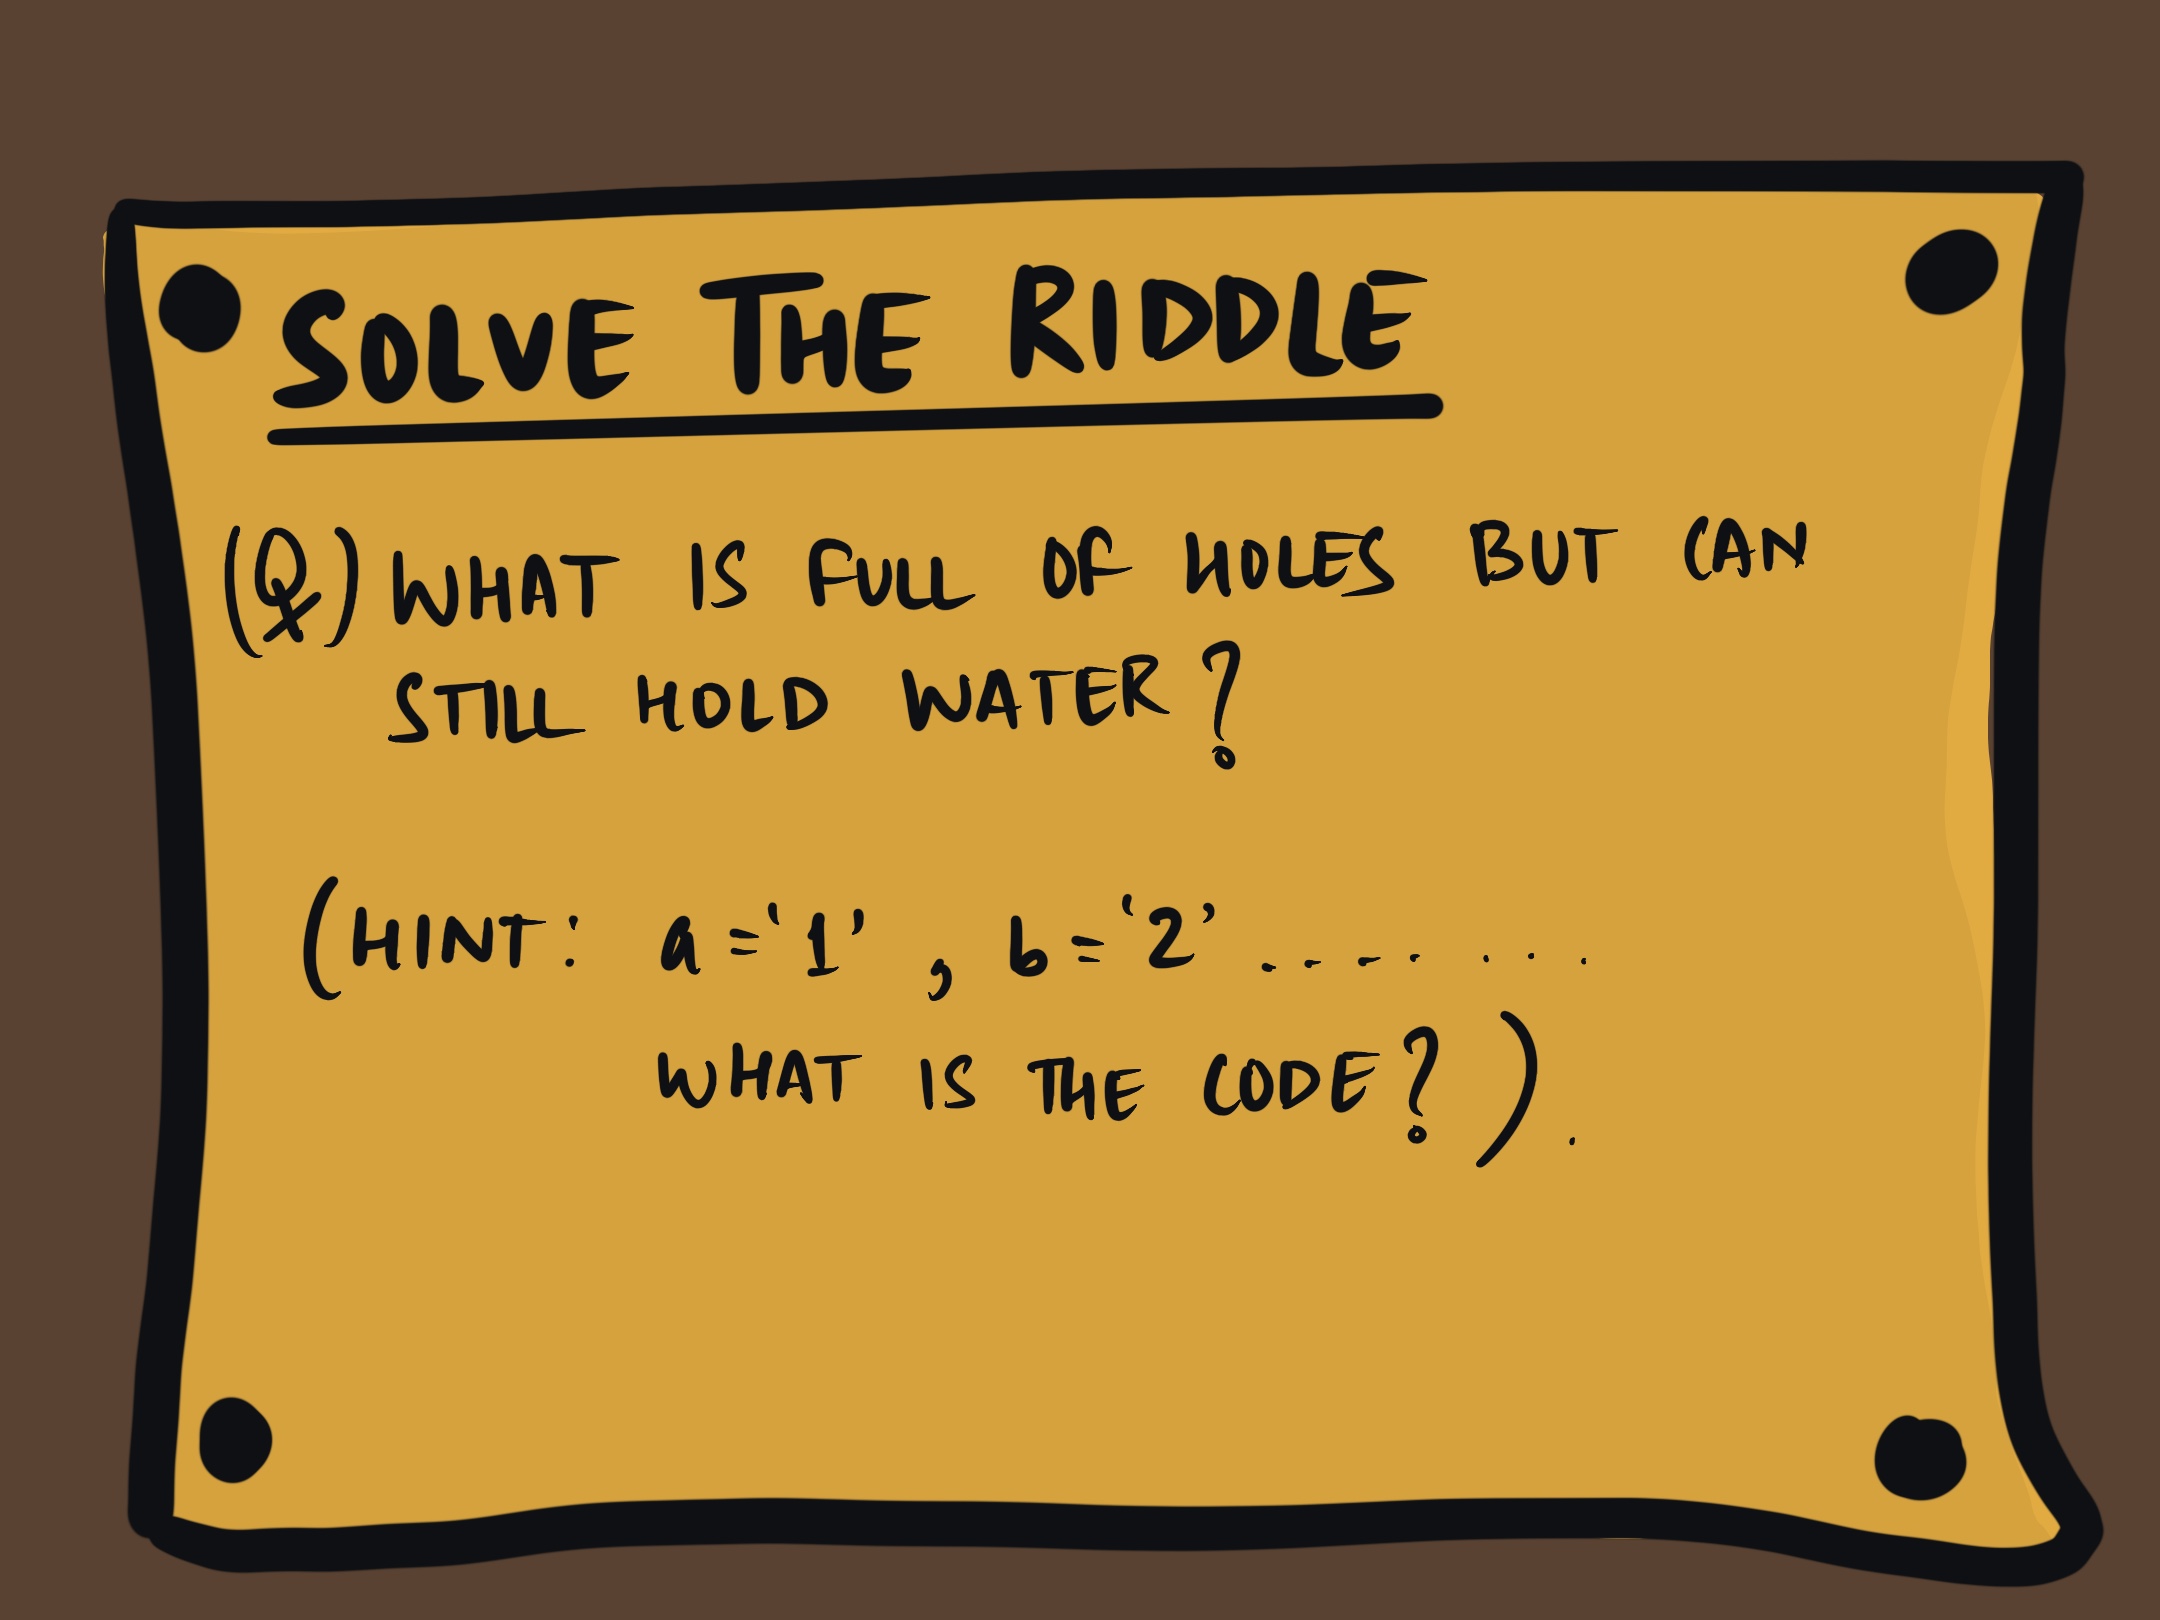 SOLVE THE RIDDLE
(Q) WHAT IS FULL OF HOLES BUT CAN
STILL HOLD WATER?
(HINT: a='1', b='2' .......
WHAT IS THE CODE?).